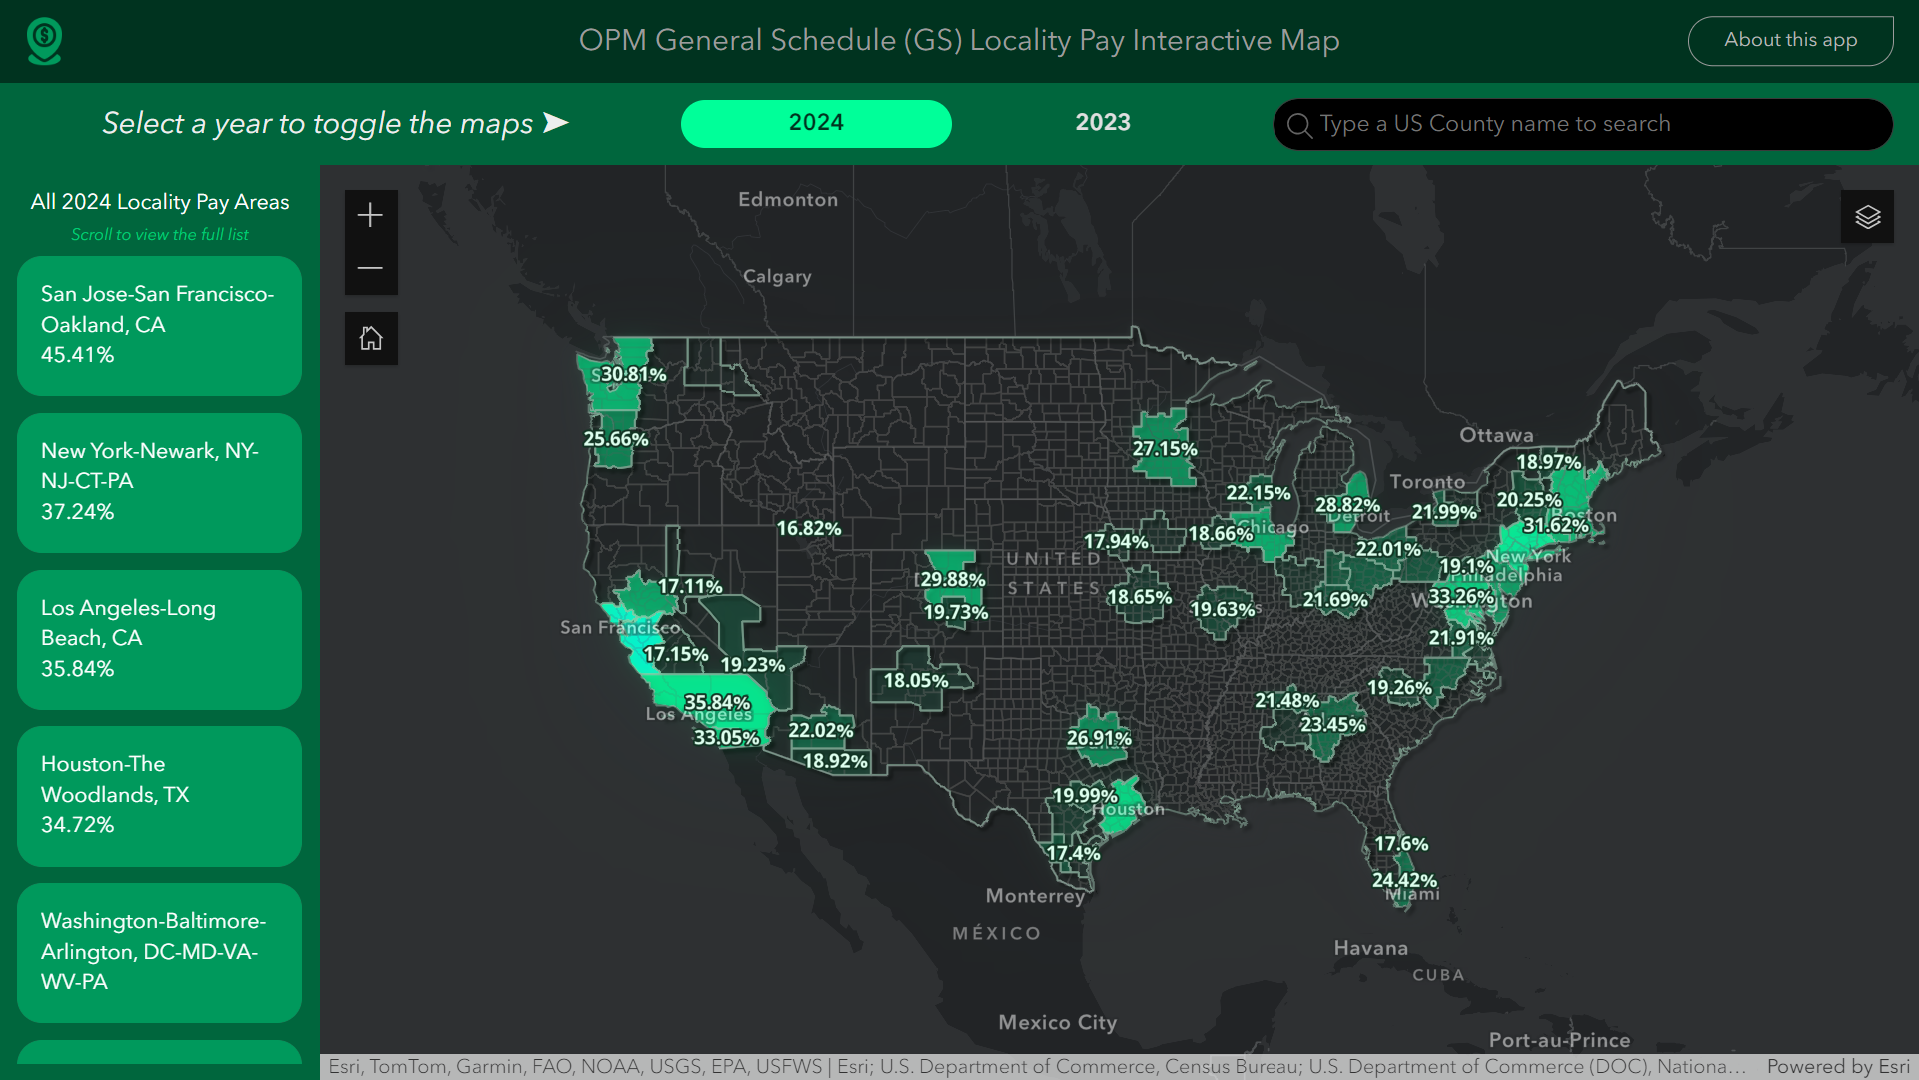 OPM General Schedule (GS) Locality Pay Interactive Map
About this app
Select a year to toggle the maps
2024
2023
Type a US County name to search
All 2024 Locality Pay Areas
Scroll to view the full list
San Jose-San Francisco-
Oakland, CA
45.41%
New York-Newark, NY-
NJ-CT-PA
37.24%
Los Angeles-Long
Beach, CA
35.84%
Houston-The
Woodlands, TX
34.72%
Washington-Baltimore-
Arlington, DC-MD-VA-
WV-PA
Edmonton
Calgary
30.81%
25.66%
27.15%
Ottawa
18.97%
Toronto
22.15%
28.82%
Detroit
21.99%
20.25%
Boston
31.62%
16.82%
17.94%
18.66%
Chicago
22.01%
New York
UNITED
STATES
19.1%
Philadelphia
29.88%
19.73%
17.11%
18.65%
19.63%
21.69%
33.26%
Washington
San Francisco
21.91%
17.15%
19.23%
18.05%
19.26%
35.84%
Los Angeles
33.05%
22.02%
18.92%
21.48%
23.45%
26.91%
19.99%
Houston
17.4%
17.6%
24.42%
Miami
Monterrey
MÉXICO
Havana
CUBA
Mexico City
Port-au-Prince
Esri, TomTom, Garmin, FAO, NOAA, USGS, EPA, USFWS | Esri; U.S. Department of Commerce, Census Bureau; U.S. Department of Commerce (DOC), Nationa...
Powered by Esri